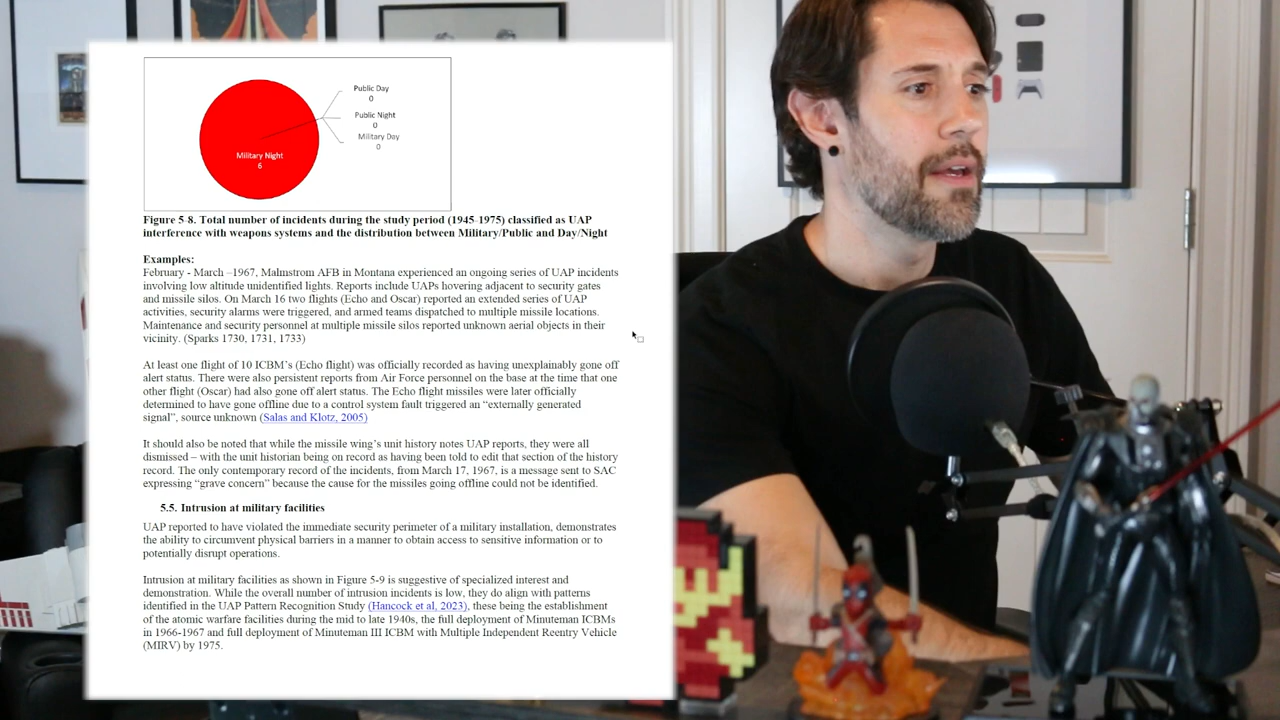 Public Day
0
Public Night
0
Military Day
0
Military Night
6
Figure 5-8. Total number of incidents during the study period (1945-1975) classified as UAP
interference with weapons systems and the distribution between Military/Public and Day/Night
Examples:
February - March –1967, Malmstrom AFB in Montana experienced an ongoing series of UAP incidents
involving low altitude unidentified lights. Reports include UAPs hovering adjacent to security gates
and missile silos. On March 16 two flights (Echo and Oscar) reported an extended series of UAP
activities, security alarms were triggered, and armed teams dispatched to multiple missile locations.
Maintenance and security personnel at multiple missile silos reported unknown aerial objects in their
vicinity. (Sparks 1730, 1731, 1733)
At least one flight of 10 ICBM's (Echo flight) was officially recorded as having unexplainably gone off
alert status. There were also persistent reports from Air Force personnel on the base at the time that one
other flight (Oscar) had also gone off alert status. The Echo flight missiles were later officially
determined to have gone offline due to a control system fault triggered an “externally generated
signal”, source unknown (Salas and Klotz, 2005)
It should also be noted that while the missile wing's unit history notes UAP reports, they were all
dismissed – with the unit historian being on record as having been told to edit that section of the history
record. The only contemporary record of the incidents, from March 17, 1967, is a message sent to SAC
expressing “grave concern” because the cause for the missiles going offline could not be identified.
5.5. Intrusion at military facilities
UAP reported to have violated the immediate security perimeter of a military installation, demonstrates
the ability to circumvent physical barriers in a manner to obtain access to sensitive information or to
potentially disrupt operations.
Intrusion at military facilities as shown in Figure 5-9 is suggestive of specialized interest and
demonstration. While the overall number of intrusion incidents is low, they do align with patterns
identified in the UAP Pattern Recognition Study (Hancock et al, 2023), these being the establishment
of the atomic warfare facilities during the mid to late 1940s, the full deployment of Minuteman ICBMs
in 1966-1967 and full deployment of Minuteman III ICBM with Multiple Independent Reentry Vehicle
(MIRV) by 1975.